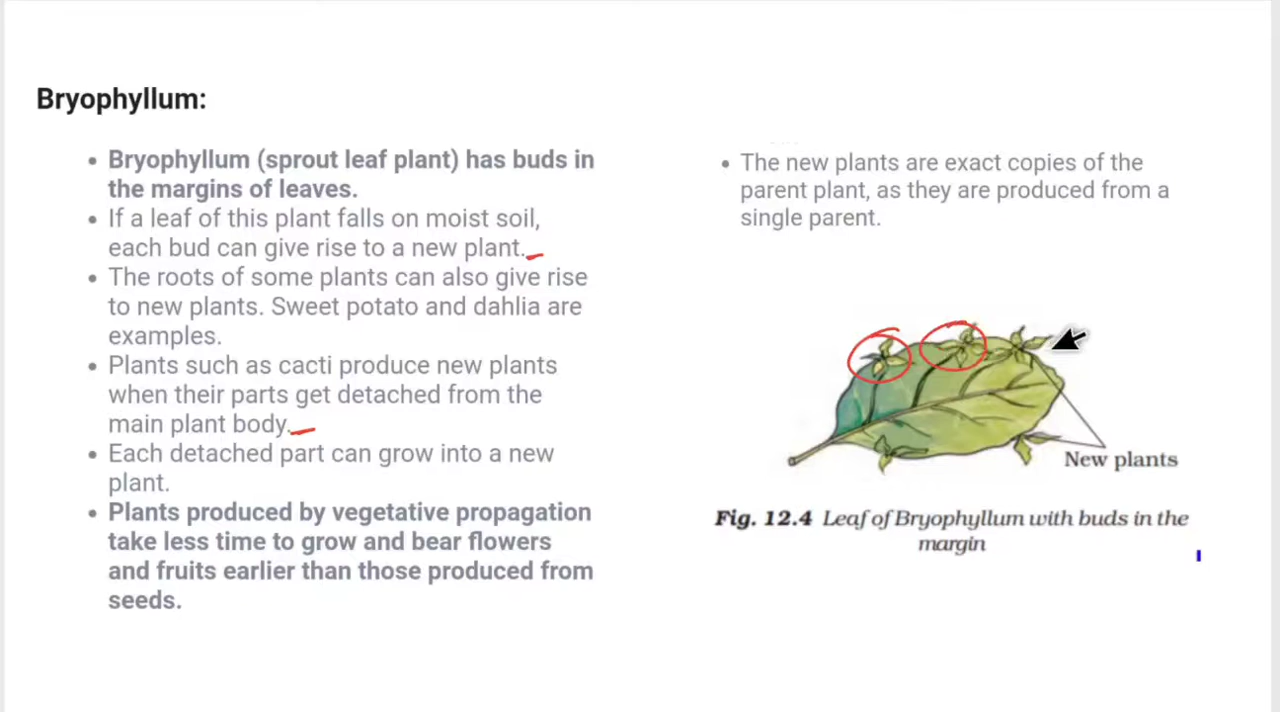 Bryophyllum:
• Bryophyllum (sprout leaf plant) has buds in
the margins of leaves.
• If a leaf of this plant falls on moist soil,
each bud can give rise to a new plant.
• The roots of some plants can also give rise
to new plants. Sweet potato and dahlia are
examples.
• Plants such as cacti produce new plants
when their parts get detached from the
main plant body.
• Each detached part can grow into a new
plant.
• Plants produced by vegetative propagation
take less time to grow and bear flowers
and fruits earlier than those produced from
seeds.
• The new plants are exact copies of the
parent plant, as they are produced from a
single parent.
New plants
Fig. 12.4 Leaf of Bryophyllum with buds in the
margin